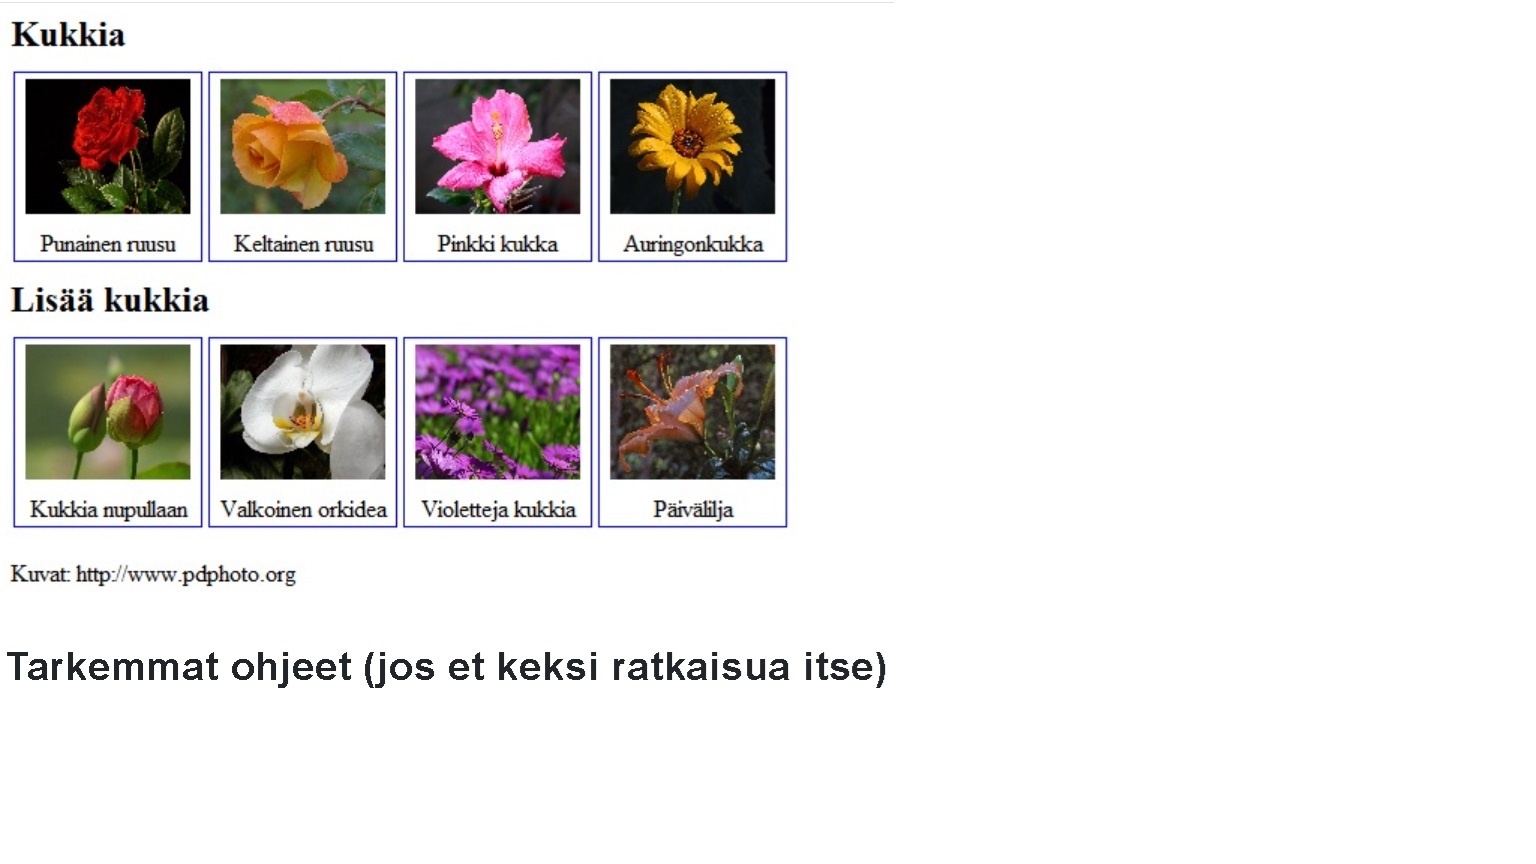 Kukkia
Punainen ruusu
Keltainen ruusu
Pinkki kukka
Auringonkukka
Lisää kukkia
Kukkia nupullaan
Valkoinen orkidea
Violetteja kukkia
Päivälilja
Kuvat: http://www.pdphoto.org
Tarkemmat ohjeet (jos et keksi ratkaisua itse)